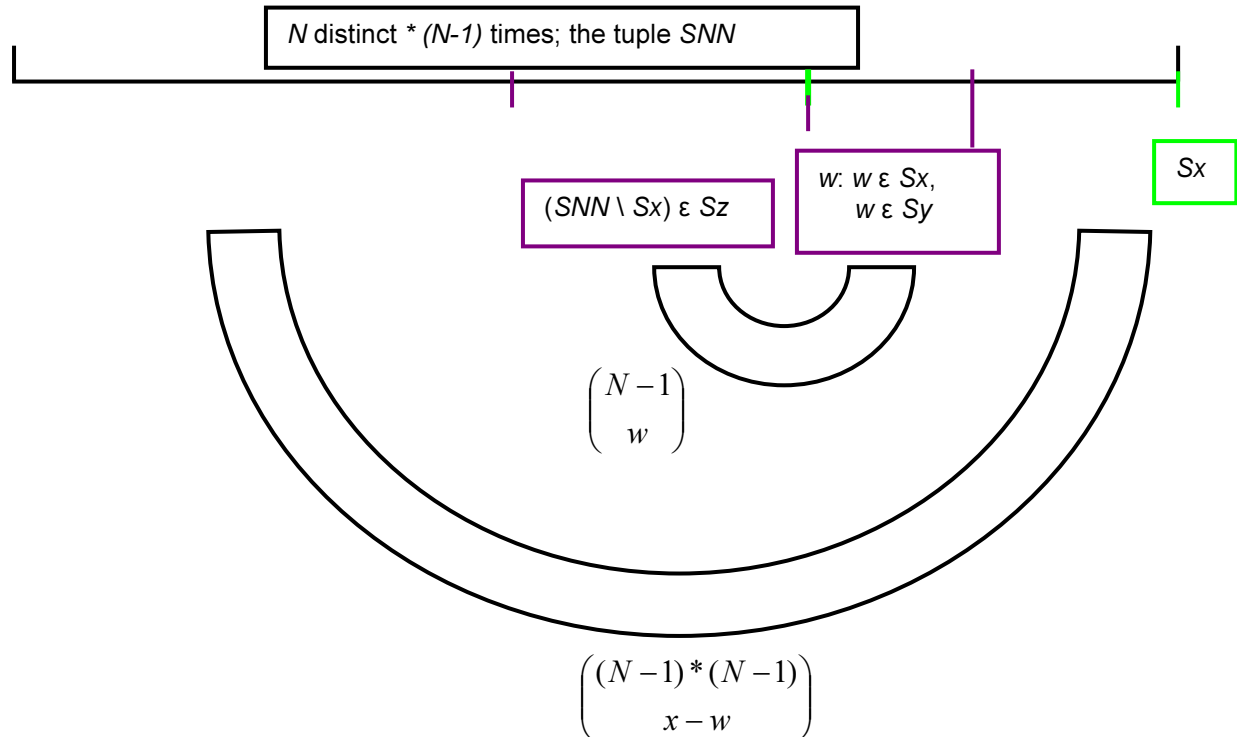 N distinct * (N-1) times; the tuple SNN
Sx
(SNN \ Sx) ε Sz
w: w ε Sx,
w ε Sy
N − 1
w
(N − 1) * (N − 1)
x − w